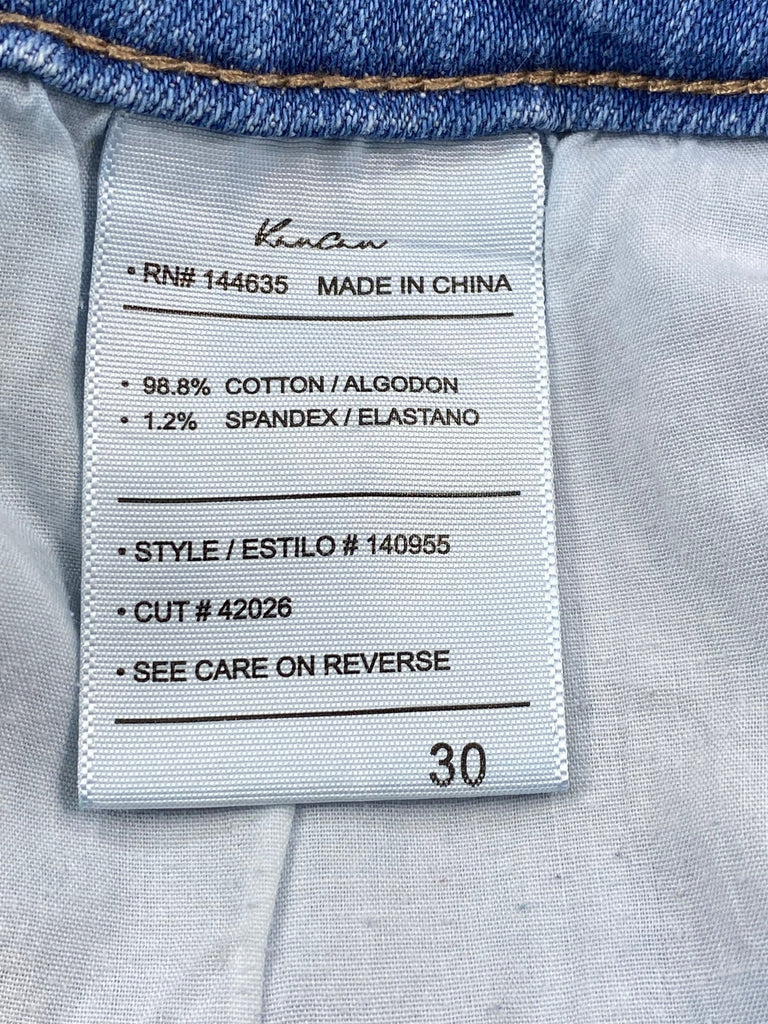 KanCan
• RN# 144635 MADE IN CHINA
• 98.8% COTTON / ALGODON
• 1.2% SPANDEX / ELASTANO
• STYLE / ESTILO # 140955
• CUT # 42026
• SEE CARE ON REVERSE
30